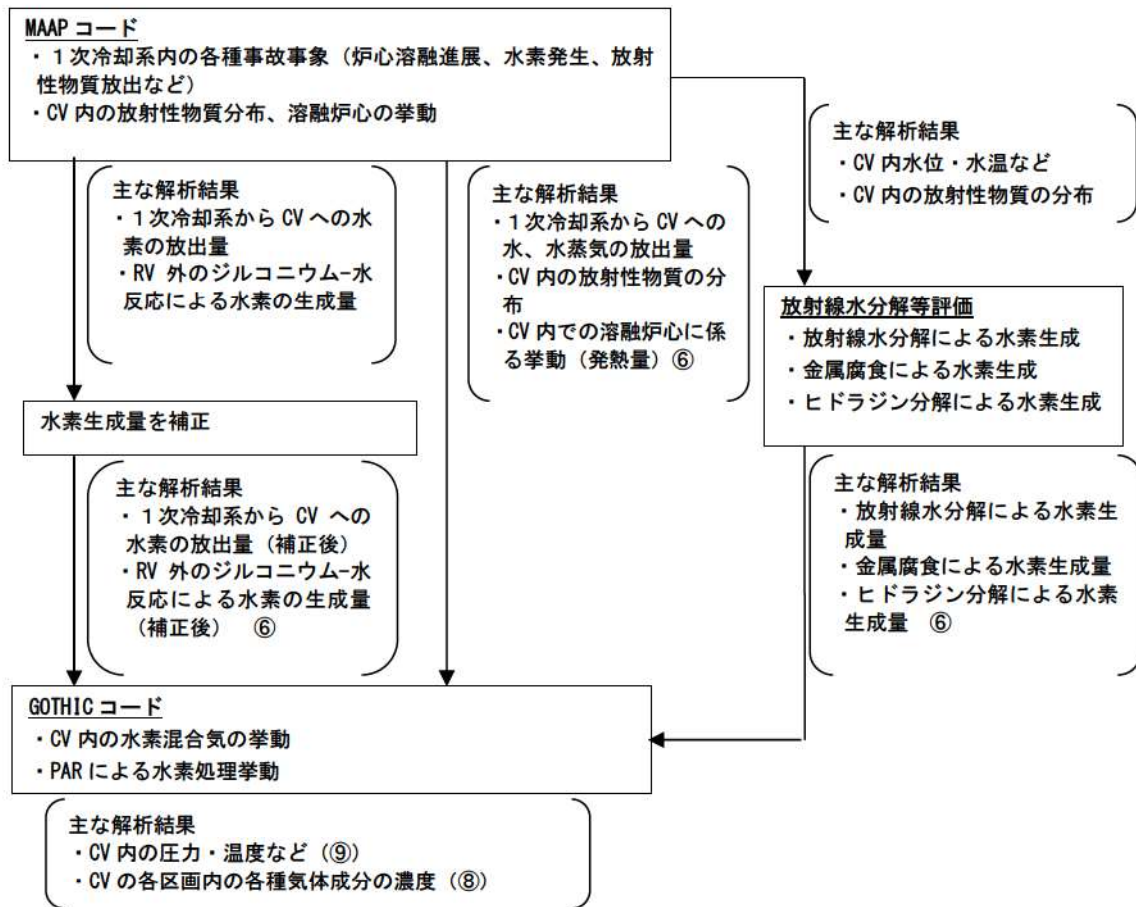 MAAP コード
・１次冷却系内の各種事故事象（炉心溶融進展、水素発生、放射
性物質放出など）
・CV 内の放射性物質分布、溶融炉心の挙動
主な解析結果
・１次冷却系から CV への水
素の放出量
・RV 外のジルコニウム-水
反応による水素の生成量
主な解析結果
・１次冷却系から CV への
水、水蒸気の放出量
・CV 内の放射性物質の分
布
・CV 内での溶融炉心に係
る挙動（発熱量）⑥
主な解析結果
・CV 内水位・水温など
・CV 内の放射性物質の分布
水素生成量を補正
放射線水分解等評価
・放射線水分解による水素生成
・金属腐食による水素生成
・ヒドラジン分解による水素生成
主な解析結果
・１次冷却系から CV への
水素の放出量（補正後）
・RV 外のジルコニウム-水
反応による水素の生成量
（補正後） ⑥
主な解析結果
・放射線水分解による水素生
成量
・金属腐食による水素生成量
・ヒドラジン分解による水素
生成量 ⑥
GOTHIC コード
・CV 内の水素混合気の挙動
・PAR による水素処理挙動
主な解析結果
・CV 内の圧力・温度など（⑨）
・CV の各区画内の各種気体成分の濃度（⑧）